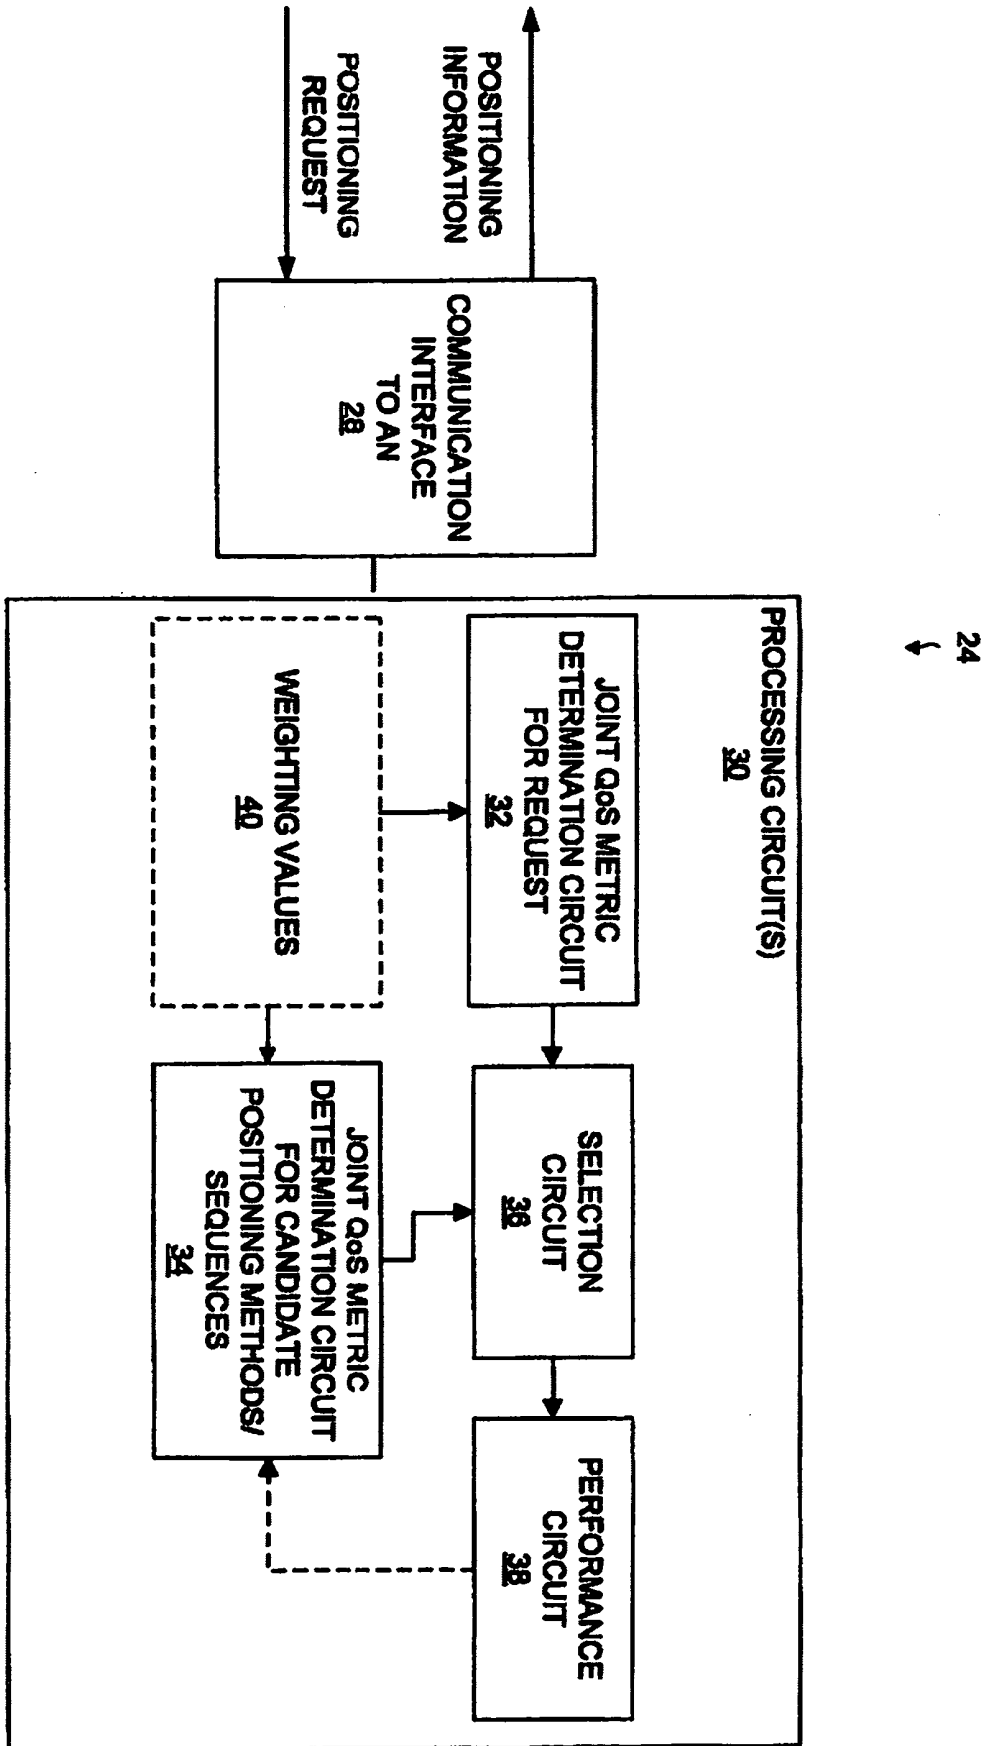 24
PROCESSING CIRCUIT(S)
30
POSITIONING
INFORMATION
POSITIONING
REQUEST
COMMUNICATION
INTERFACE
TO AN
28
JOINT QoS METRIC
DETERMINATION CIRCUIT
FOR REQUEST
32
SELECTION
CIRCUIT
36
PERFORMANCE
CIRCUIT
38
WEIGHTING VALUES
40
JOINT QoS METRIC
DETERMINATION CIRCUIT
FOR CANDIDATE
POSITIONING METHODS/
SEQUENCES
34